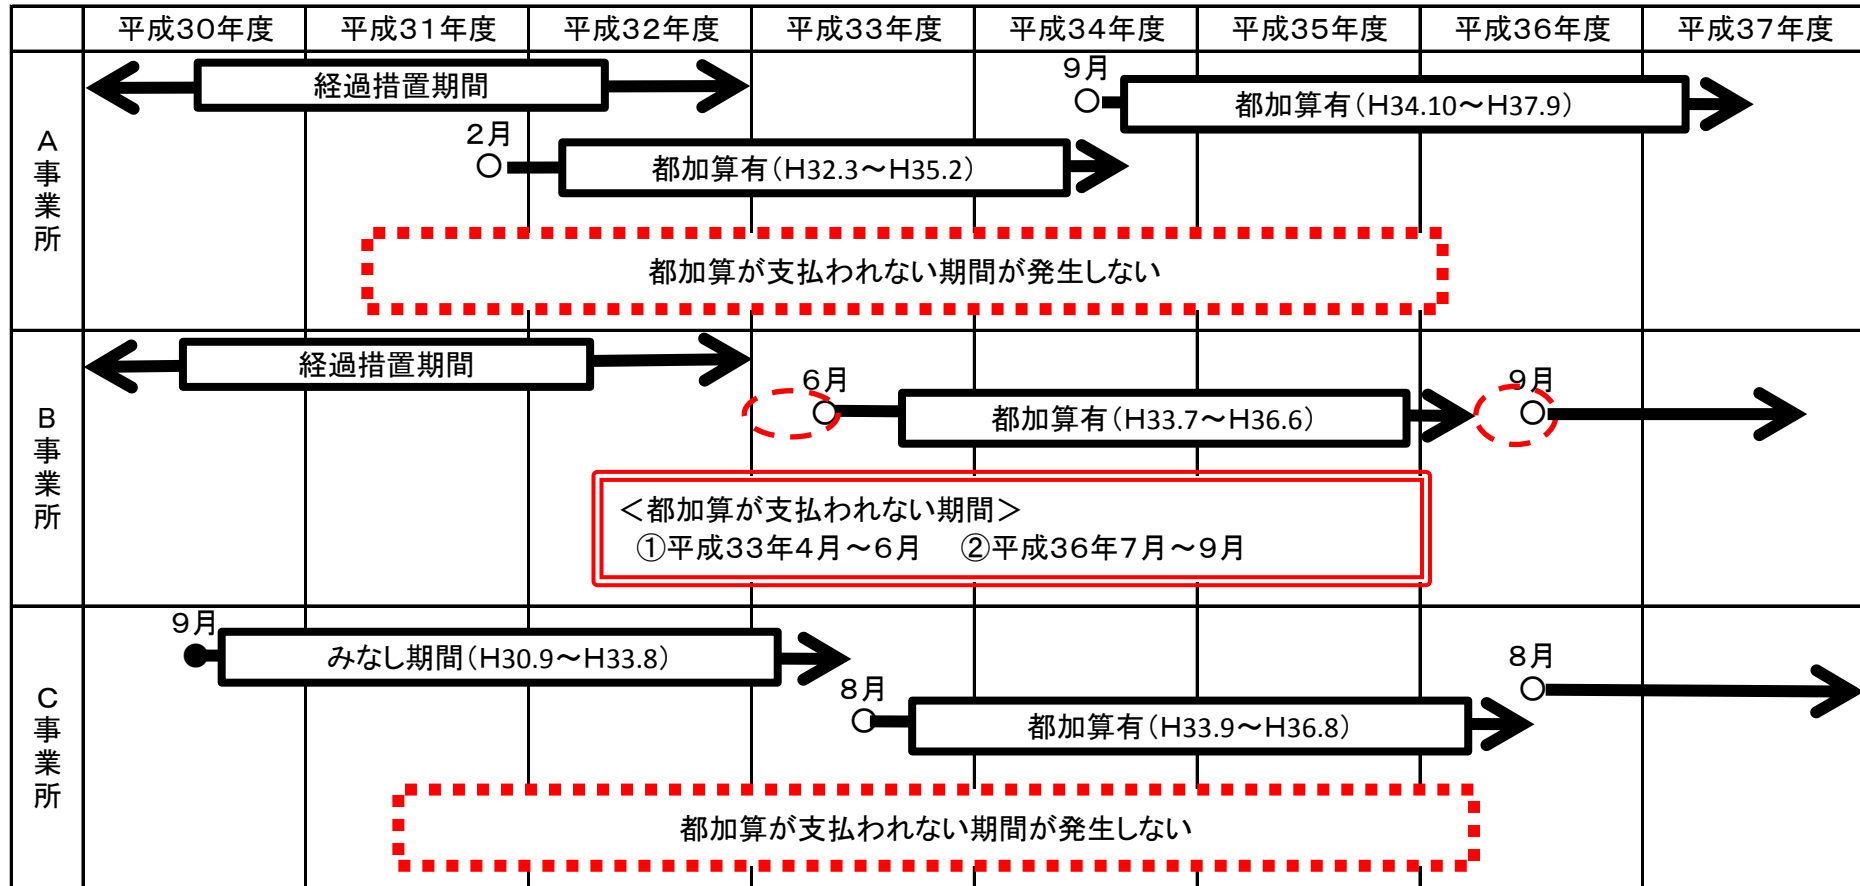 平成30年度 平成31年度 平成32年度 平成33年度 平成34年度 平成35年度 平成36年度 平成37年度
A事業所
経過措置期間
9月
都加算有(H34.10～H37.9)
2月
都加算有(H32.3～H35.2)
都加算が支払われない期間が発生しない
B事業所
経過措置期間
6月
都加算有(H33.7～H36.6)
9月
＜都加算が支払われない期間＞
①平成33年4月～6月 ②平成36年7月～9月
C事業所
9月
みなし期間(H30.9～H33.8)
8月
都加算有(H33.9～H36.8)
8月
都加算が支払われない期間が発生しない